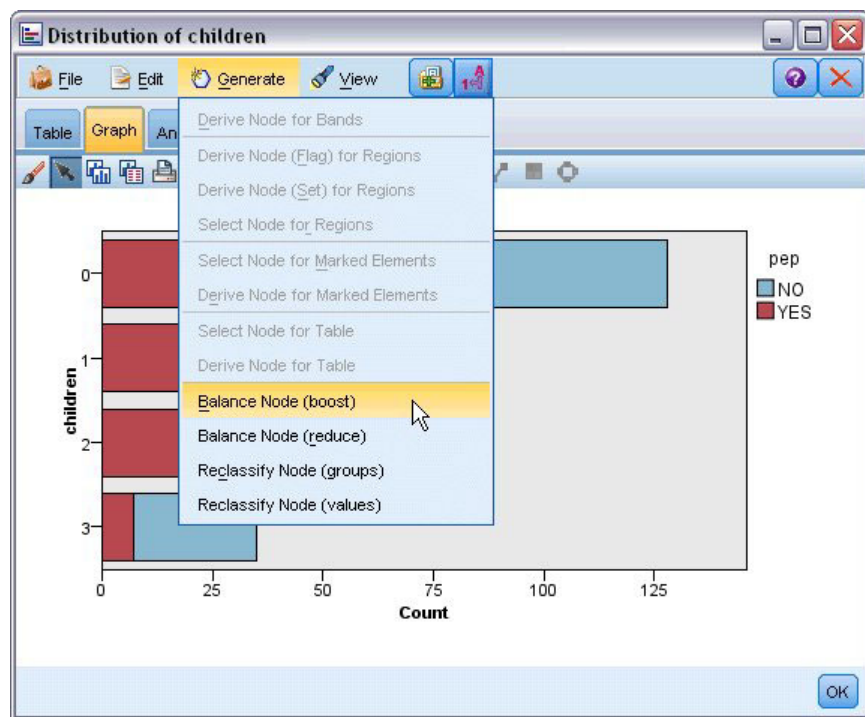 Distribution of children
File Edit Generate View
Table Graph An
Derive Node for Bands
Derive Node (Flag) for Regions
Derive Node (Set) for Regions
Select Node for Regions
Select Node for Marked Elements
Derive Node for Marked Elements
Select Node for Table
Derive Node for Table
Balance Node (boost)
Balance Node (reduce)
Reclassify Node (groups)
Reclassify Node (values)
children
0
1
2
3
0 25 50 75 100 125
Count
pep
NO
YES
OK